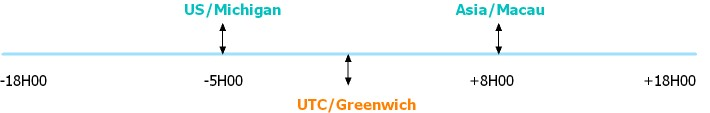 US/Michigan Asia/Macau
-18H00 -5H00 +8H00 +18H00
UTC/Greenwich